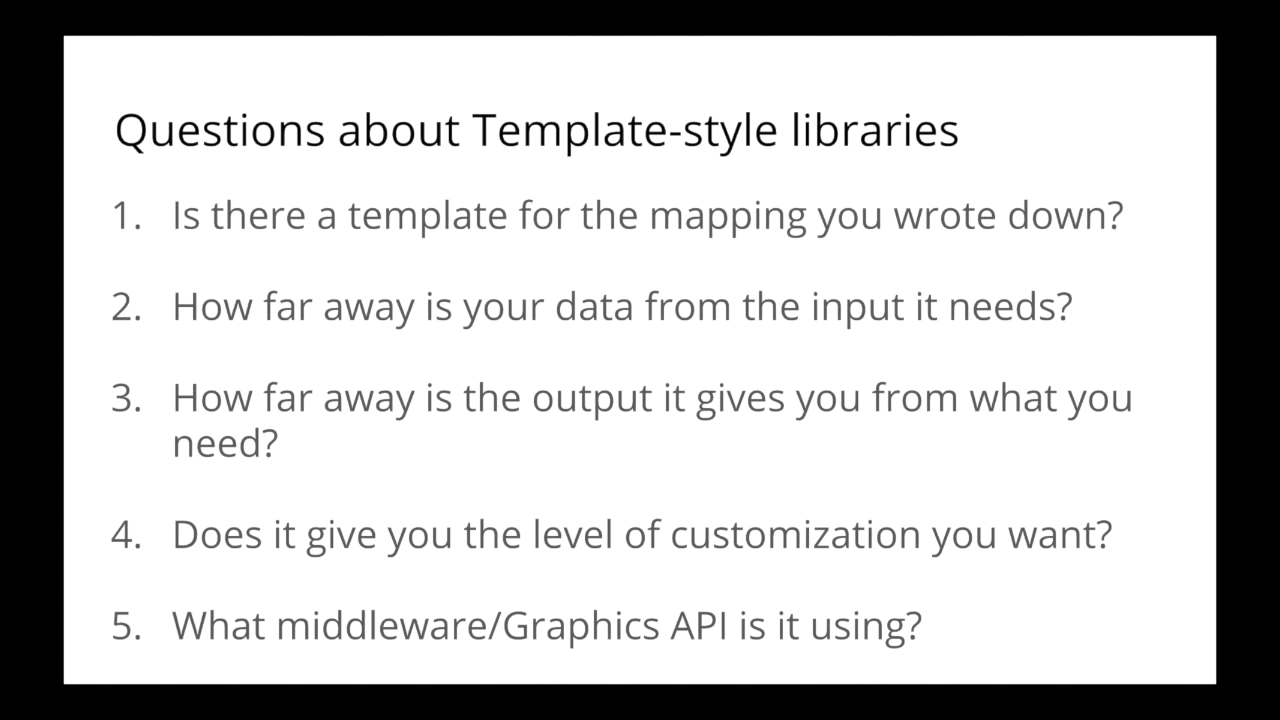 Questions about Template-style libraries
1. Is there a template for the mapping you wrote down?
2. How far away is your data from the input it needs?
3. How far away is the output it gives you from what you
need?
4. Does it give you the level of customization you want?
5. What middleware/Graphics API is it using?